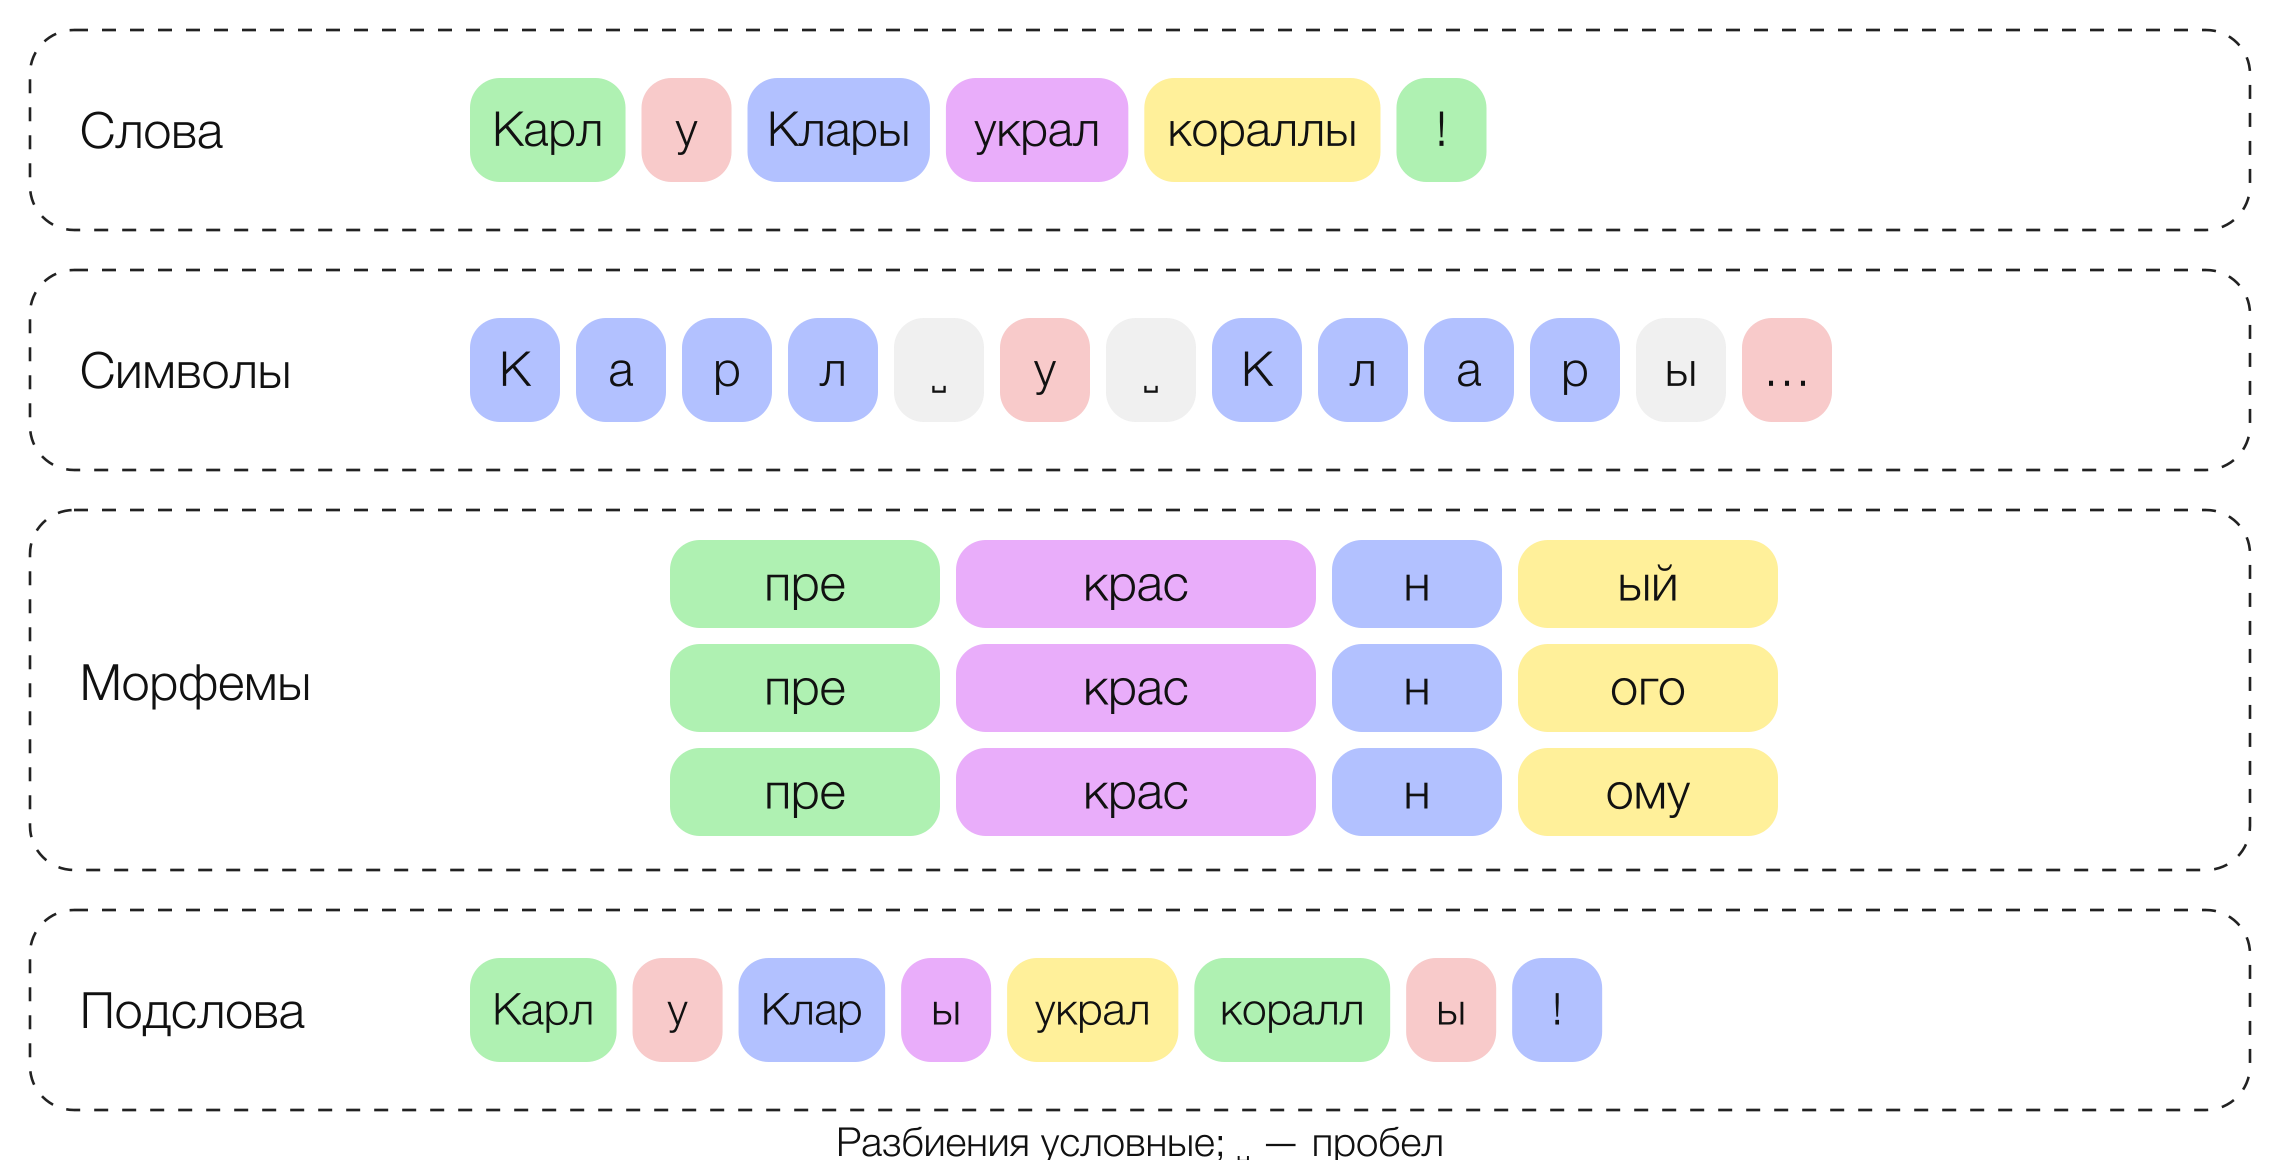 Слова Карл у Клары украл кораллы !
Символы К а р л ␣ у ␣ К л а р ы …
пре крас н ый
Морфемы пре крас н ого
пре крас н ому
Подслова Карл у Клар ы украл коралл ы !
Разбиения условные; ␣ — пробел